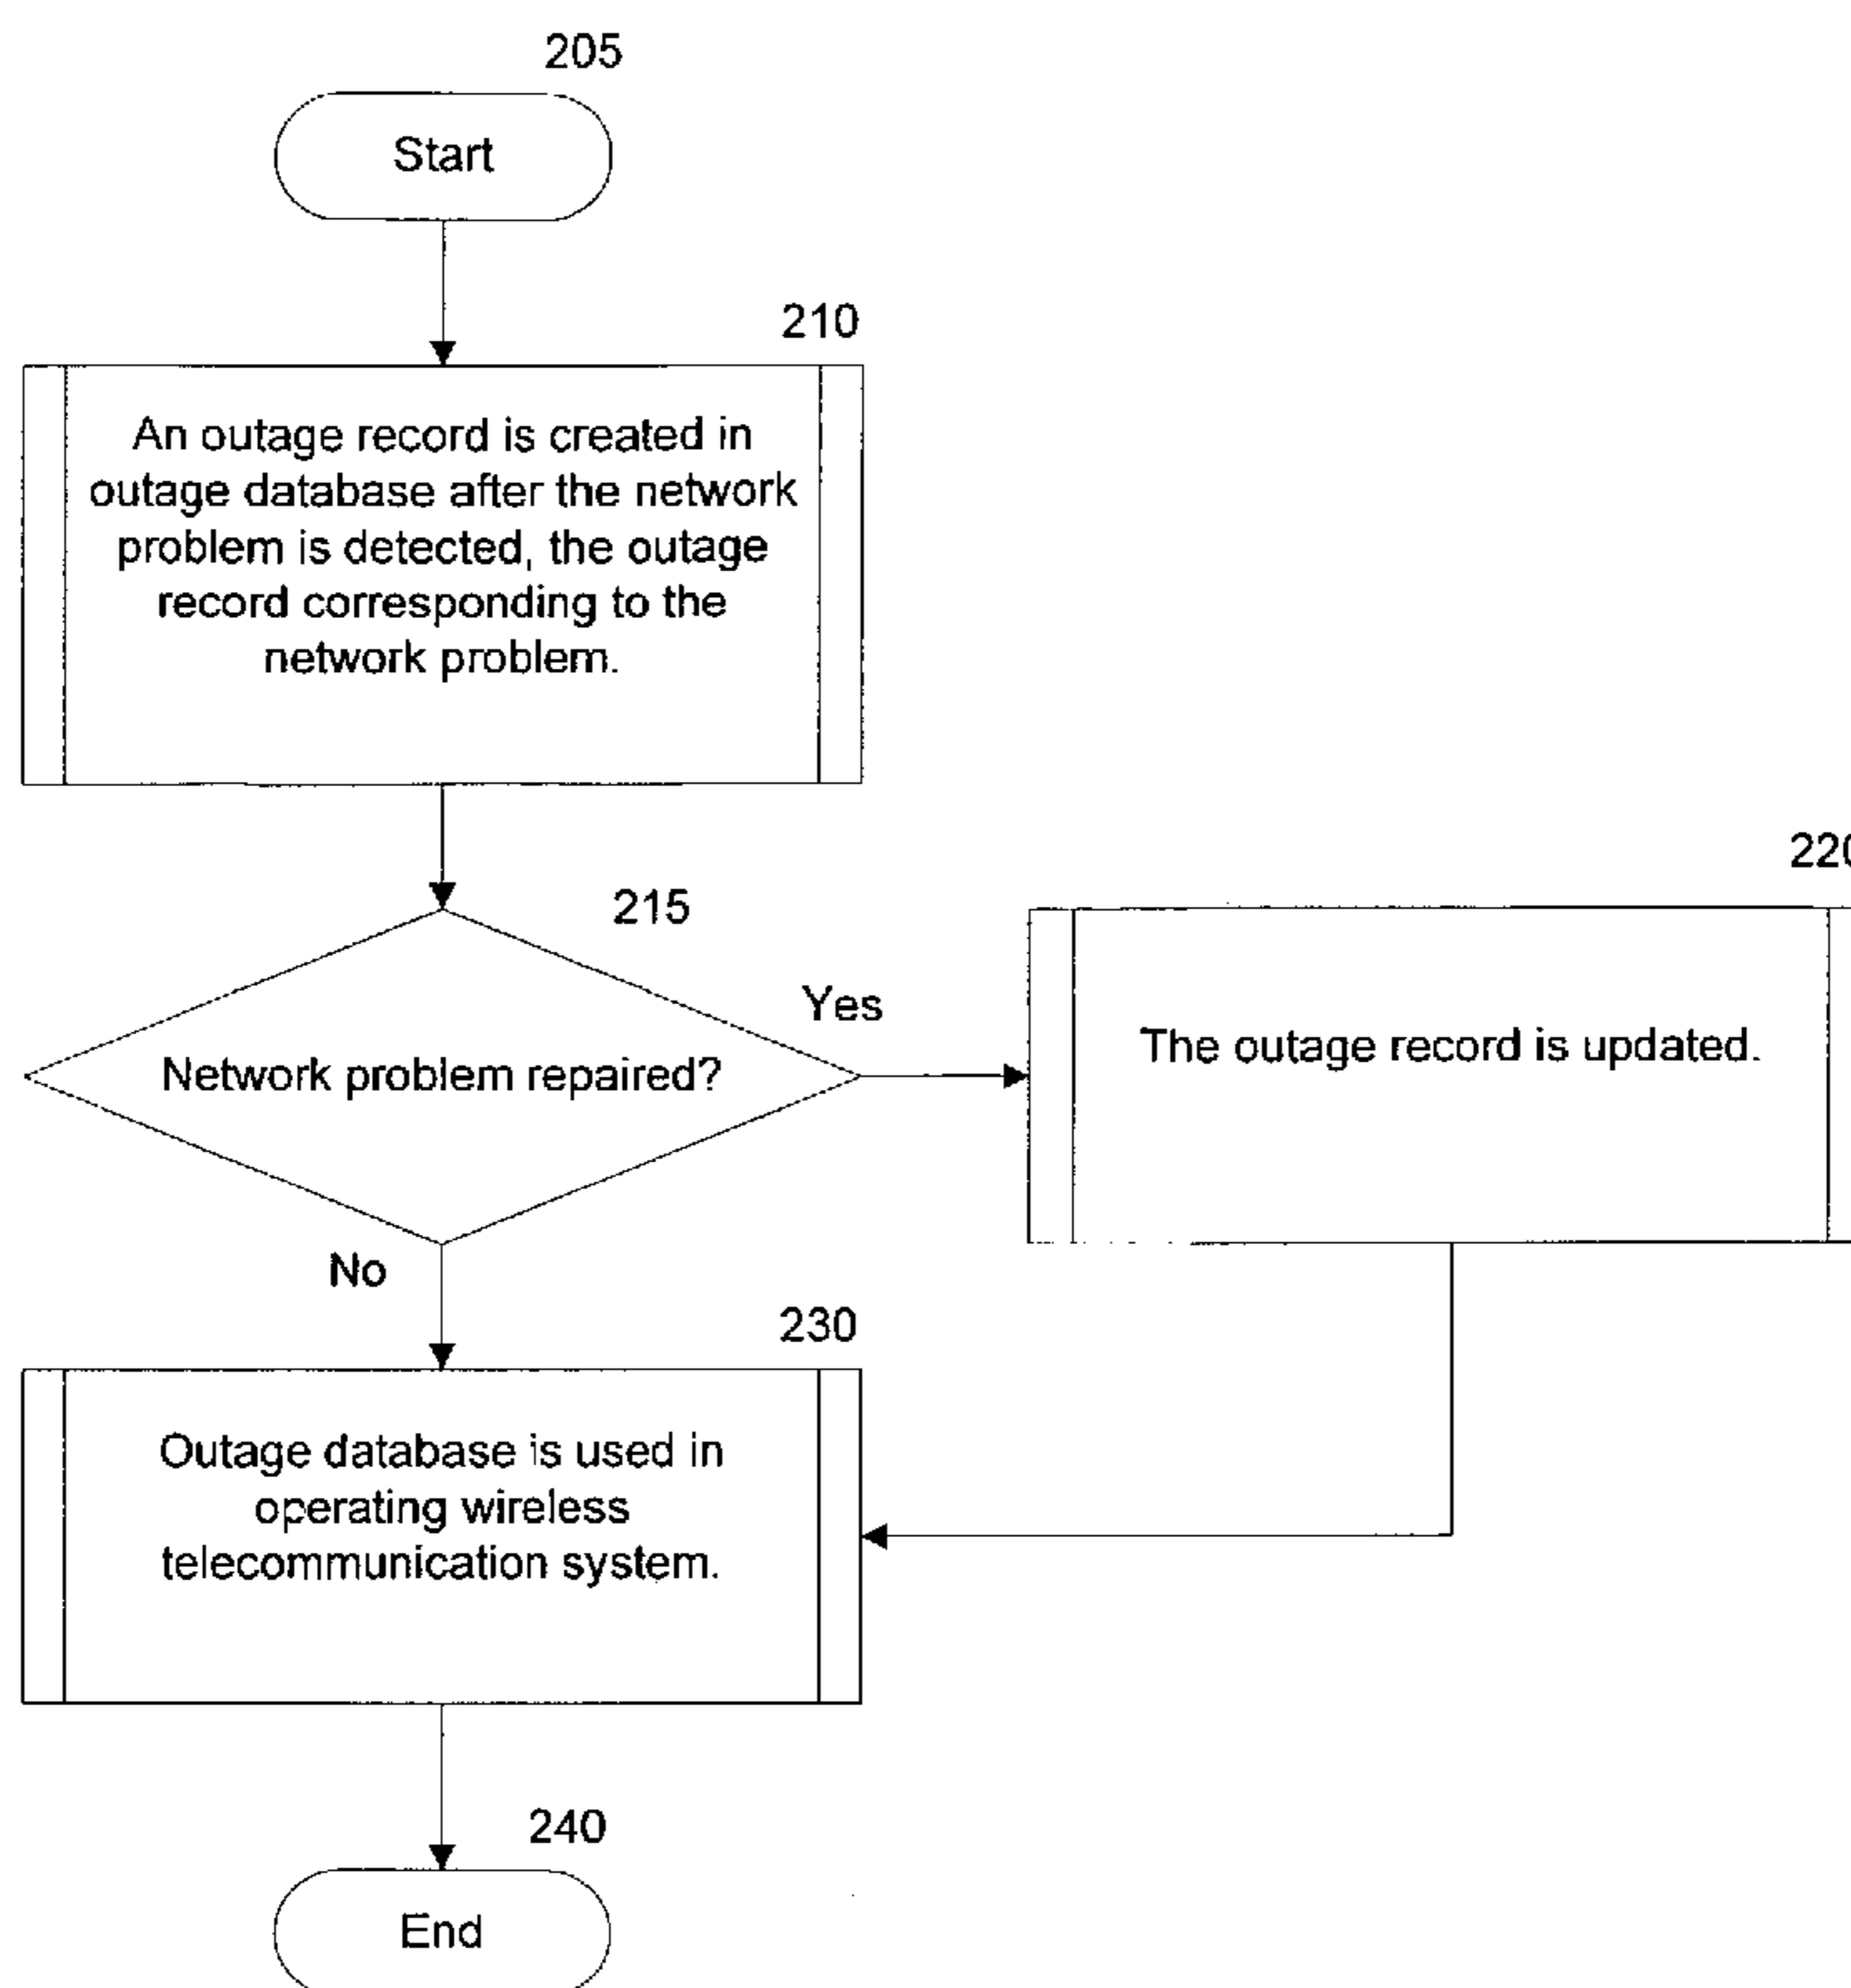 205
Start
210
An outage record is created in
outage database after the network
problem is detected, the outage
record corresponding to the
network problem.
215
Network problem repaired?
Yes
220
The outage record is updated.
No
230
Outage database is used in
operating wireless
telecommunication system.
240
End